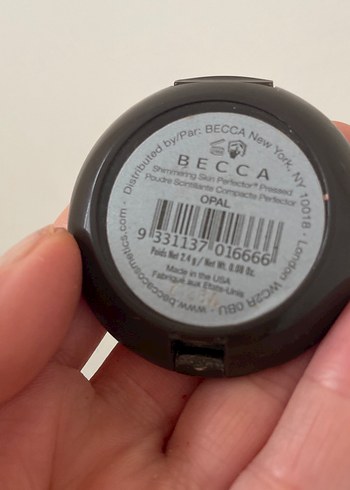 Distributed by/Par: BECCA New York, NY 10018 - London WC2R 0BU
BECCA
Shimmering Skin Perfector™ Pressed
Poudre Scintillante Compacte Perfector
OPAL
9 331137 016666
Poids Net 2.4 g / Net Wt. 0.08 Oz.
Made in the USA
Fabriqué aux États-Unis
www.beccacosmetics.com